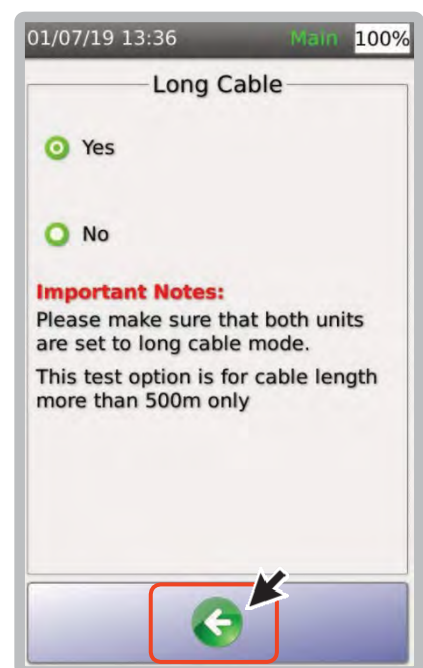 01/07/19 13:36 Main 100%
Long Cable
Yes
No
Important Notes:
Please make sure that both units
are set to long cable mode.
This test option is for cable length
more than 500m only